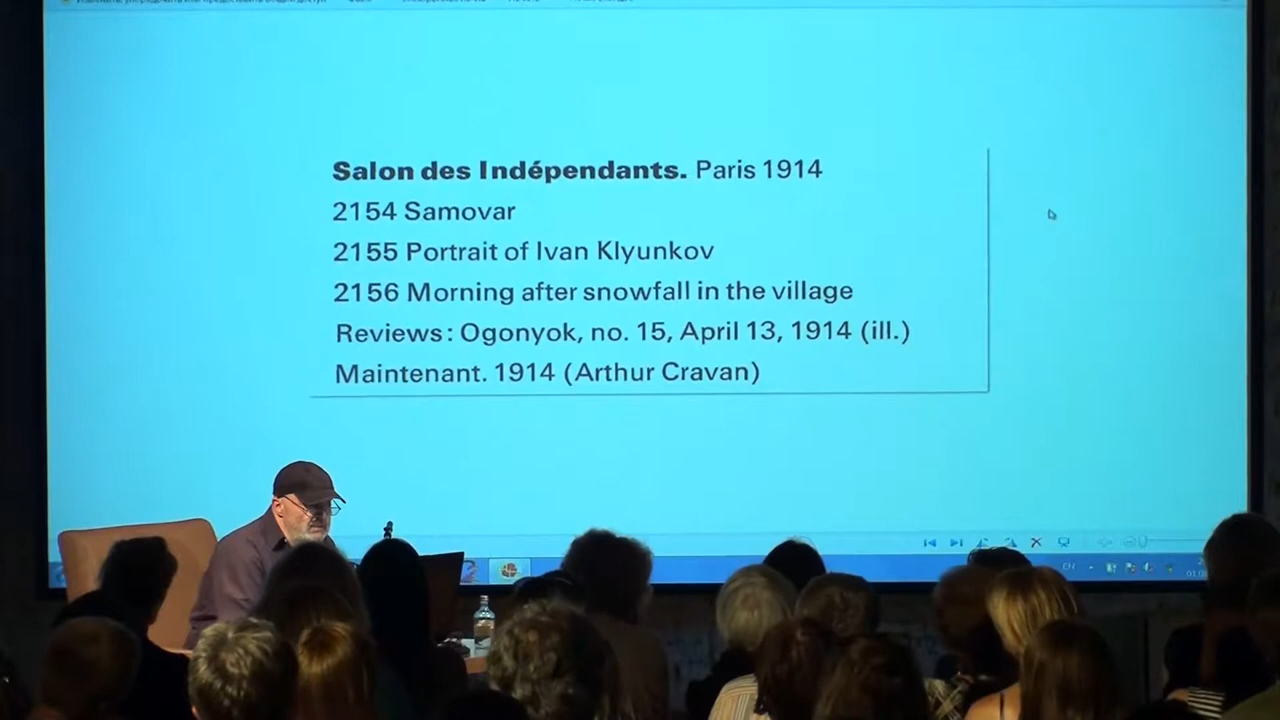 Salon des Indépendants. Paris 1914
2154 Samovar
2155 Portrait of Ivan Klyunkov
2156 Morning after snowfall in the village
Reviews: Ogonyok, no. 15, April 13, 1914 (ill.)
Maintenant. 1914 (Arthur Cravan)
EN